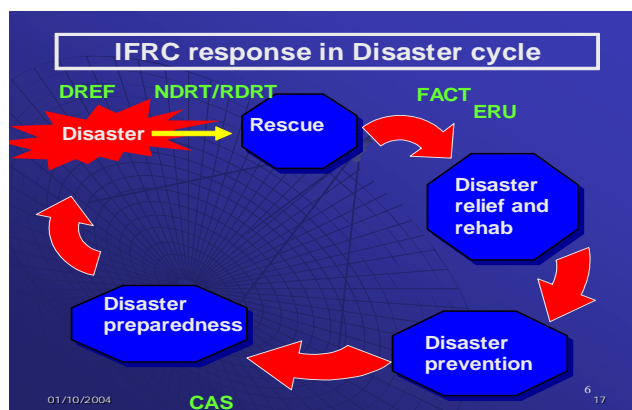 IFRC response in Disaster cycle
DREF
NDRT/RDRT
FACT
ERU
Disaster
Rescue
Disaster
relief and
rehab
Disaster
preparedness
Disaster
prevention
CAS
01/10/2004
6
17